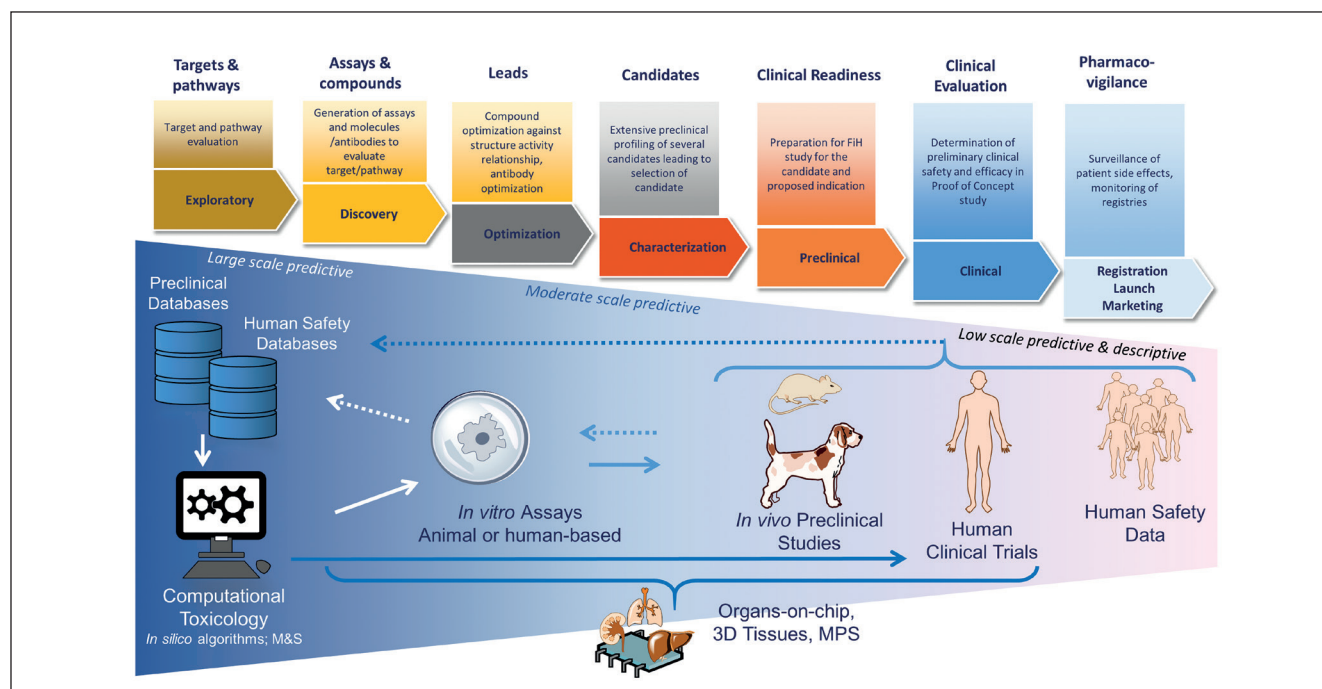 Targets &
pathways
Assays &
compounds
Leads
Candidates
Clinical Readiness
Clinical
Evaluation
Pharmaco-
vigilance
Target and pathway
evaluation
Generation of assays
and molecules
/antibodies to
evaluate
target/pathway
Compound
optimization against
structure activity
relationship,
antibody
optimization
Extensive preclinical
profiling of several
candidates leading to
selection of
candidate
Preparation for FiH
study for the
candidate and
proposed indication
Determination of
preliminary clinical
safety and efficacy in
Proof of Concept
study
Surveillance of
patient side effects,
monitoring of
registries
Exploratory
Discovery
Optimization
Characterization
Preclinical
Clinical
Registration
Launch
Marketing
Large scale predictive
Moderate scale predictive
Low scale predictive & descriptive
Preclinical
Databases
Human Safety
Databases
In vitro Assays
Animal or human-based
In vivo Preclinical
Studies
Human
Clinical Trials
Human Safety
Data
Computational
Toxicology
In silico algorithms; M&S
Organs-on-chip,
3D Tissues, MPS